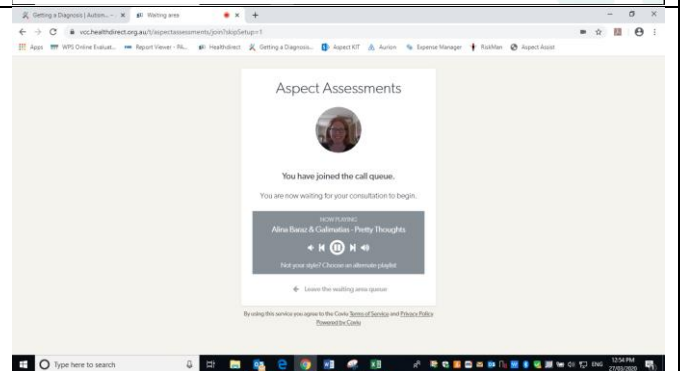 Getting a Diagnosis | Autism... -
Waiting area
vcc.healthdirect.org.au/t/aspectassessments/join?skipSetup=1
Apps WPS Online Evaluat... Report Viewer - Ri... Healthdirect Getting a Diagnosis... Aspect KIT Aurion Expense Manager RiskMan Aspect Assist
Aspect Assessments
You have joined the call queue.
You are now waiting for your consultation to begin.
NOW PLAYING
Alina Baraz & Galimatias - Pretty Thoughts
Not your style? Choose an alternate playlist
Leave the waiting area queue
By using this service you agree to the Coviu Terms of Service and Privacy Policy
Powered by Coviu
Type here to search
ENG
12:54 PM
27/03/2020